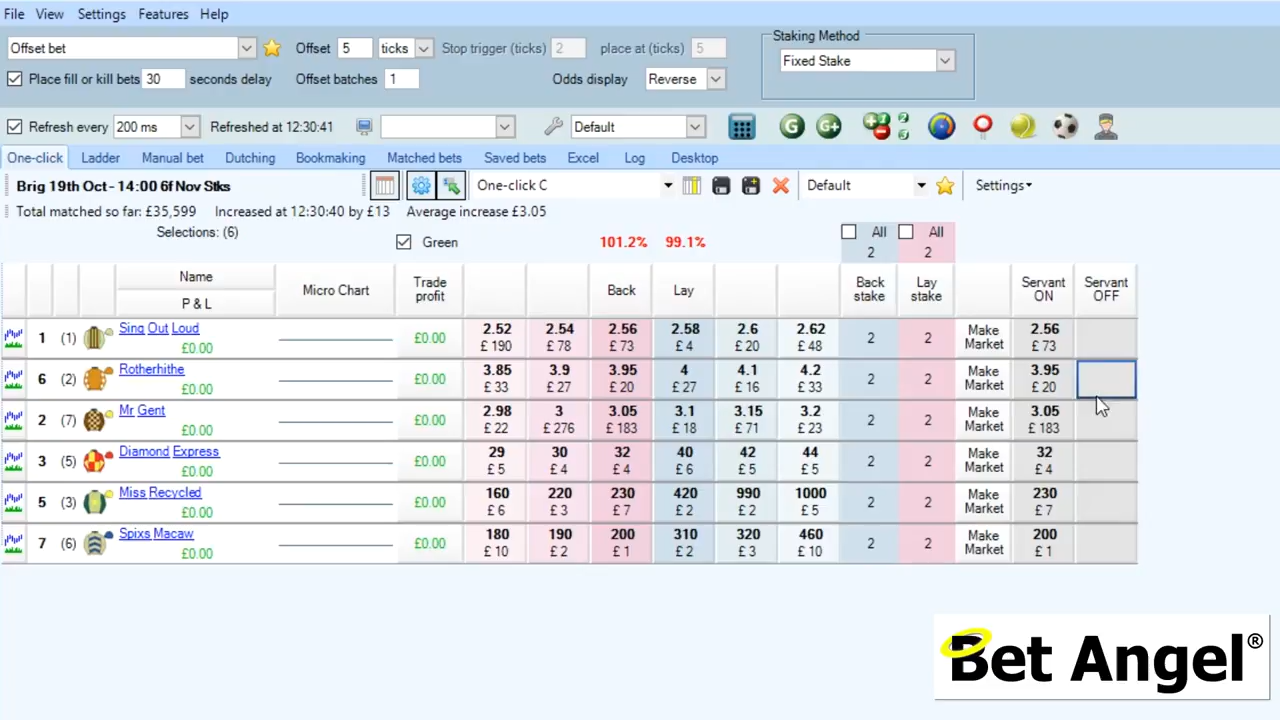 File View Settings Features Help
Offset bet Offset 5 ticks Stop trigger (ticks) 2 place at (ticks) 5 Staking Method
Fixed Stake
Place fill or kill bets 30 seconds delay Offset batches 1 Odds display Reverse
Refresh every 200 ms Refreshed at 12:30:41 Default G G+
One-click Ladder Manual bet Dutching Bookmaking Matched bets Saved bets Excel Log Desktop
Brig 19th Oct - 14:00 6f Nov Stks One-click C Default Settings
Total matched so far: £35,599 Increased at 12:30:40 by £13 Average increase £3.05
Selections: (6) Green 101.2% 99.1% All All
2 2
Name Micro Chart Trade profit Back Lay Back stake Lay stake Servant ON Servant OFF
P & L
1 (1) Sing Out Loud £0.00 2.52 2.54 2.56 2.58 2.6 2.62 2 2 Make Market 2.56
£0.00 £ 190 £ 78 £ 73 £ 4 £ 20 £ 48 £ 73
6 (2) Rotherhithe £0.00 3.85 3.9 3.95 4 4.1 4.2 2 2 Make Market 3.95
£0.00 £ 33 £ 27 £ 20 £ 27 £ 16 £ 33 £ 20
2 (7) Mr Gent £0.00 2.98 3 3.05 3.1 3.15 3.2 2 2 Make Market 3.05
£0.00 £ 22 £ 276 £ 183 £ 18 £ 71 £ 23 £ 183
3 (5) Diamond Express £0.00 29 30 32 40 42 44 2 2 Make Market 32
£0.00 £ 5 £ 4 £ 4 £ 6 £ 5 £ 5 £ 4
5 (3) Miss Recycled £0.00 160 220 230 420 990 1000 2 2 Make Market 230
£0.00 £ 6 £ 3 £ 7 £ 2 £ 2 £ 5 £ 7
7 (6) Spixs Macaw £0.00 180 190 200 310 320 460 2 2 Make Market 200
£0.00 £ 10 £ 2 £ 1 £ 2 £ 3 £ 10 £ 1
Bet Angel®